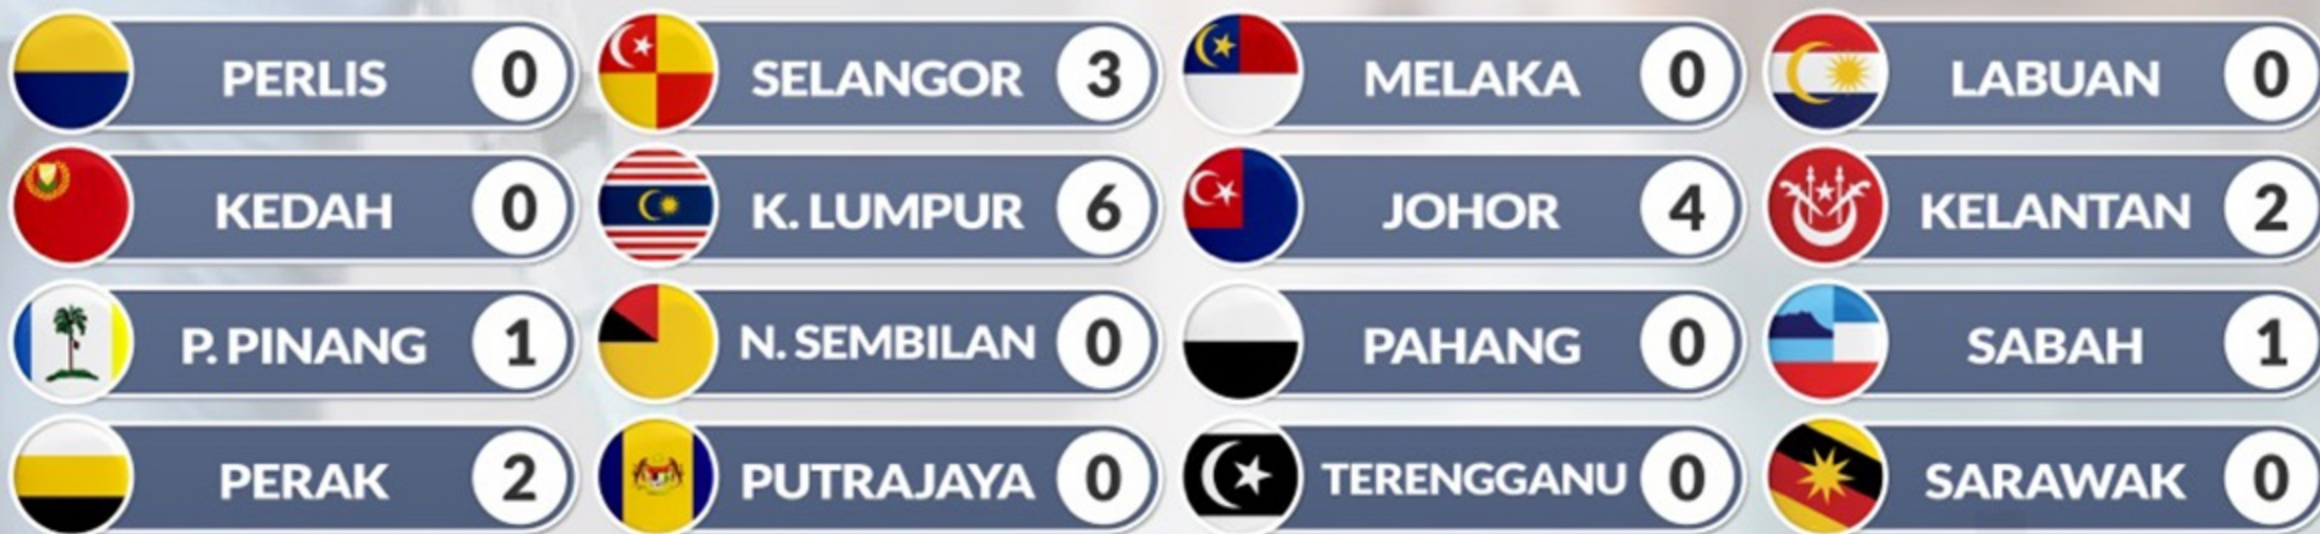 PERLIS 0
SELANGOR 3
MELAKA 0
LABUAN 0
KEDAH 0
K. LUMPUR 6
JOHOR 4
KELANTAN 2
P. PINANG 1
N. SEMBILAN 0
PAHANG 0
SABAH 1
PERAK 2
PUTRAJAYA 0
TERENGGANU 0
SARAWAK 0